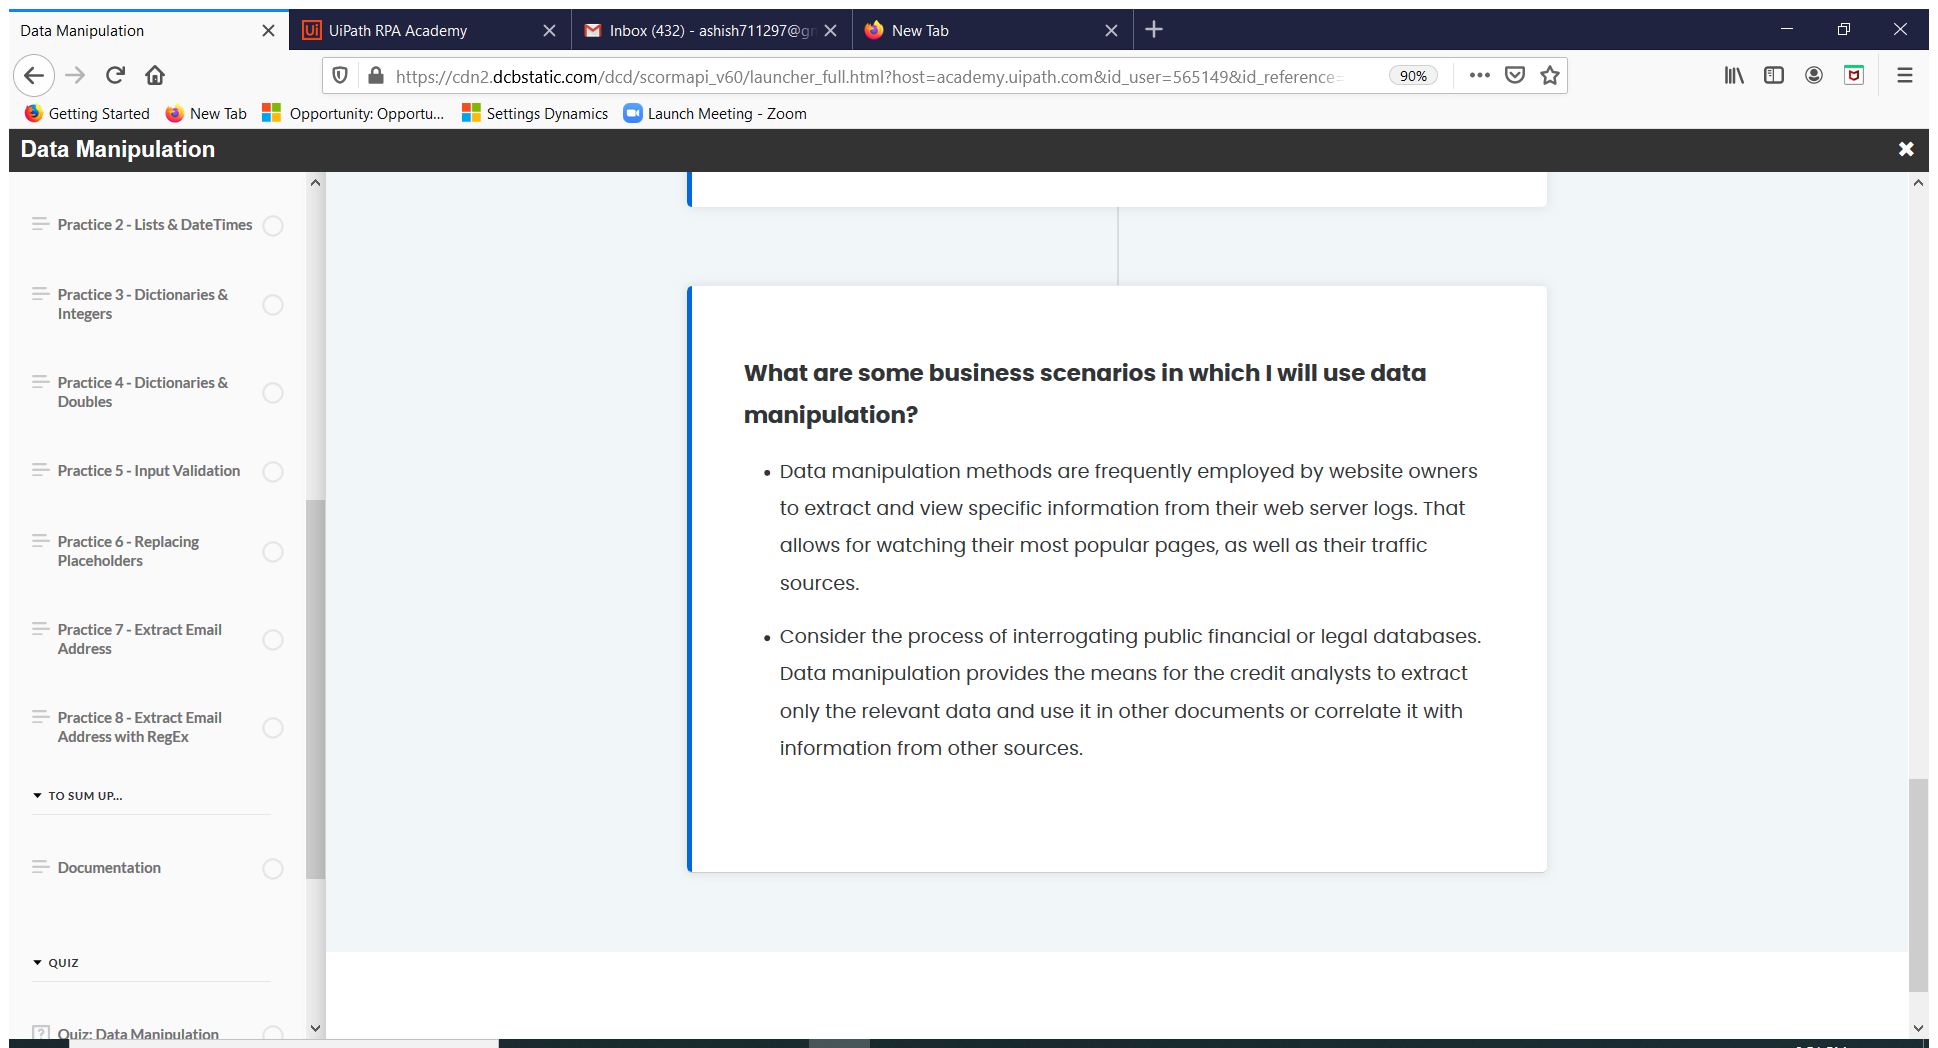 Data Manipulation
UiPath RPA Academy
Inbox (432) - ashish711297@gm
New Tab
https://cdn2.dcbstatic.com/dcd/scormapi_v60/launcher_full.html?host=academy.uipath.com&id_user=565149&id_reference=
90%
Getting Started
New Tab
Opportunity: Opportu...
Settings Dynamics
Launch Meeting - Zoom
Data Manipulation
Practice 2 - Lists & DateTimes
Practice 3 - Dictionaries &
Integers
Practice 4 - Dictionaries &
Doubles
Practice 5 - Input Validation
Practice 6 - Replacing
Placeholders
Practice 7 - Extract Email
Address
Practice 8 - Extract Email
Address with RegEx
TO SUM UP...
Documentation
QUIZ
Quiz: Data Manipulation
What are some business scenarios in which I will use data
manipulation?
• Data manipulation methods are frequently employed by website owners
to extract and view specific information from their web server logs. That
allows for watching their most popular pages, as well as their traffic
sources.
• Consider the process of interrogating public financial or legal databases.
Data manipulation provides the means for the credit analysts to extract
only the relevant data and use it in other documents or correlate it with
information from other sources.